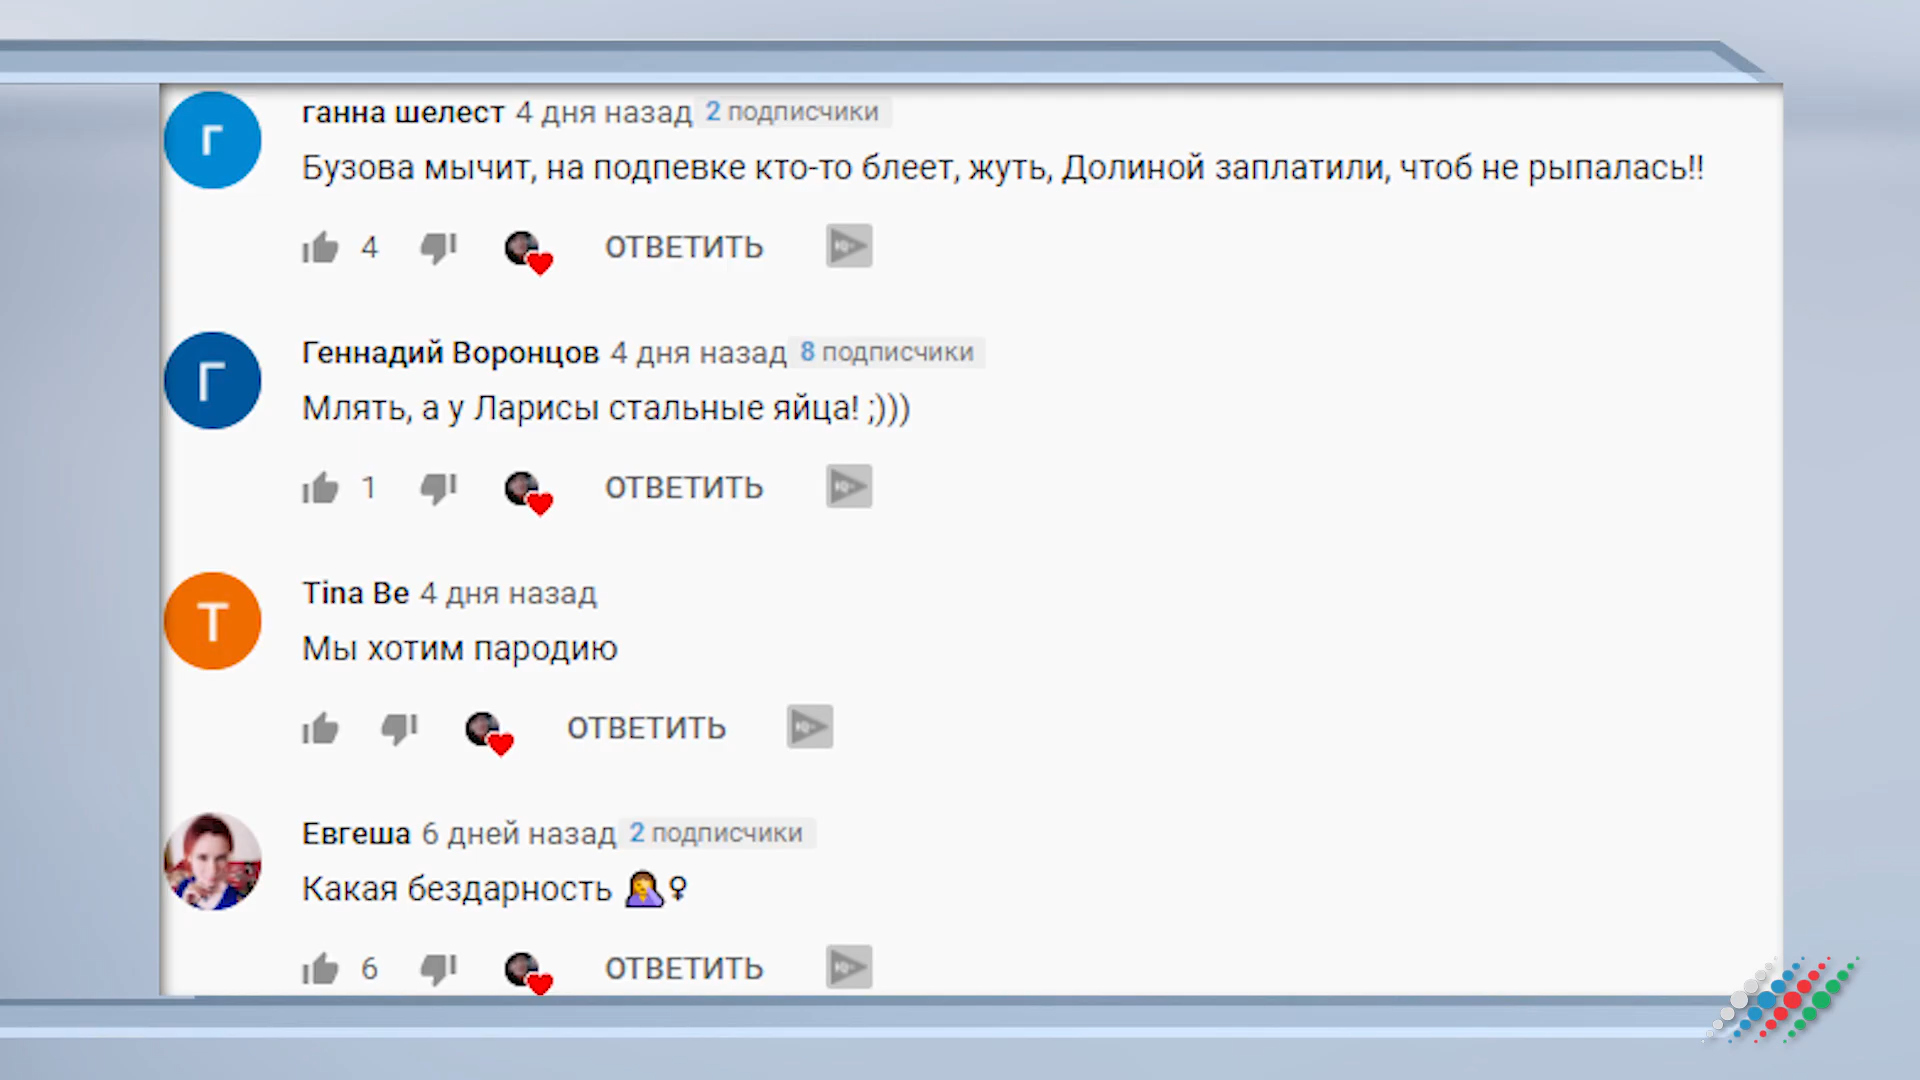 Г
ганна шелест 4 дня назад 2 подписчики
Бузова мычит, на подпевке кто-то блеет, жуть, Долиной заплатили, чтоб не рыпалась!!
4 ОТВЕТИТЬ
Г
Геннадий Воронцов 4 дня назад 8 подписчики
Млять, а у Ларисы стальные яйца! ;)))
1 ОТВЕТИТЬ
T
Tina Be 4 дня назад
Мы хотим пародию
ОТВЕТИТЬ
Евгеша 6 дней назад 2 подписчики
Какая бездарность 🤦♀
6 ОТВЕТИТЬ